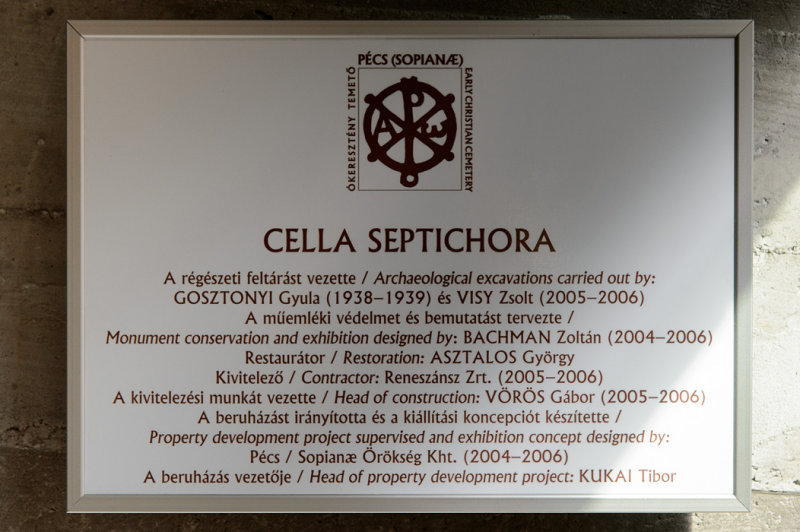 PÉCS (SOPIANÆ)
ÓKERESZTÉNY TEMETŐ
EARLY CHRISTIAN CEMETERY
A P ω
CELLA SEPTICHORA
A régészeti feltárást vezette / Archaeological excavations carried out by:
GOSZTONYI Gyula (1938–1939) és VISY Zsolt (2005–2006)
A műemléki védelmet és bemutatást tervezte /
Monument conservation and exhibition designed by: BACHMAN Zoltán (2004–2006)
Restaurátor / Restoration: ASZTALOS György
Kivitelező / Contractor: Reneszánsz Zrt. (2005–2006)
A kivitelezési munkát vezette / Head of construction: VÖRÖS Gábor (2005–2006)
A beruházást irányította és a kiállítási koncepciót készítette /
Property development project supervised and exhibition concept designed by:
Pécs / Sopianæ Örökség Kht. (2004–2006)
A beruházás vezetője / Head of property development project: KUKAI Tibor